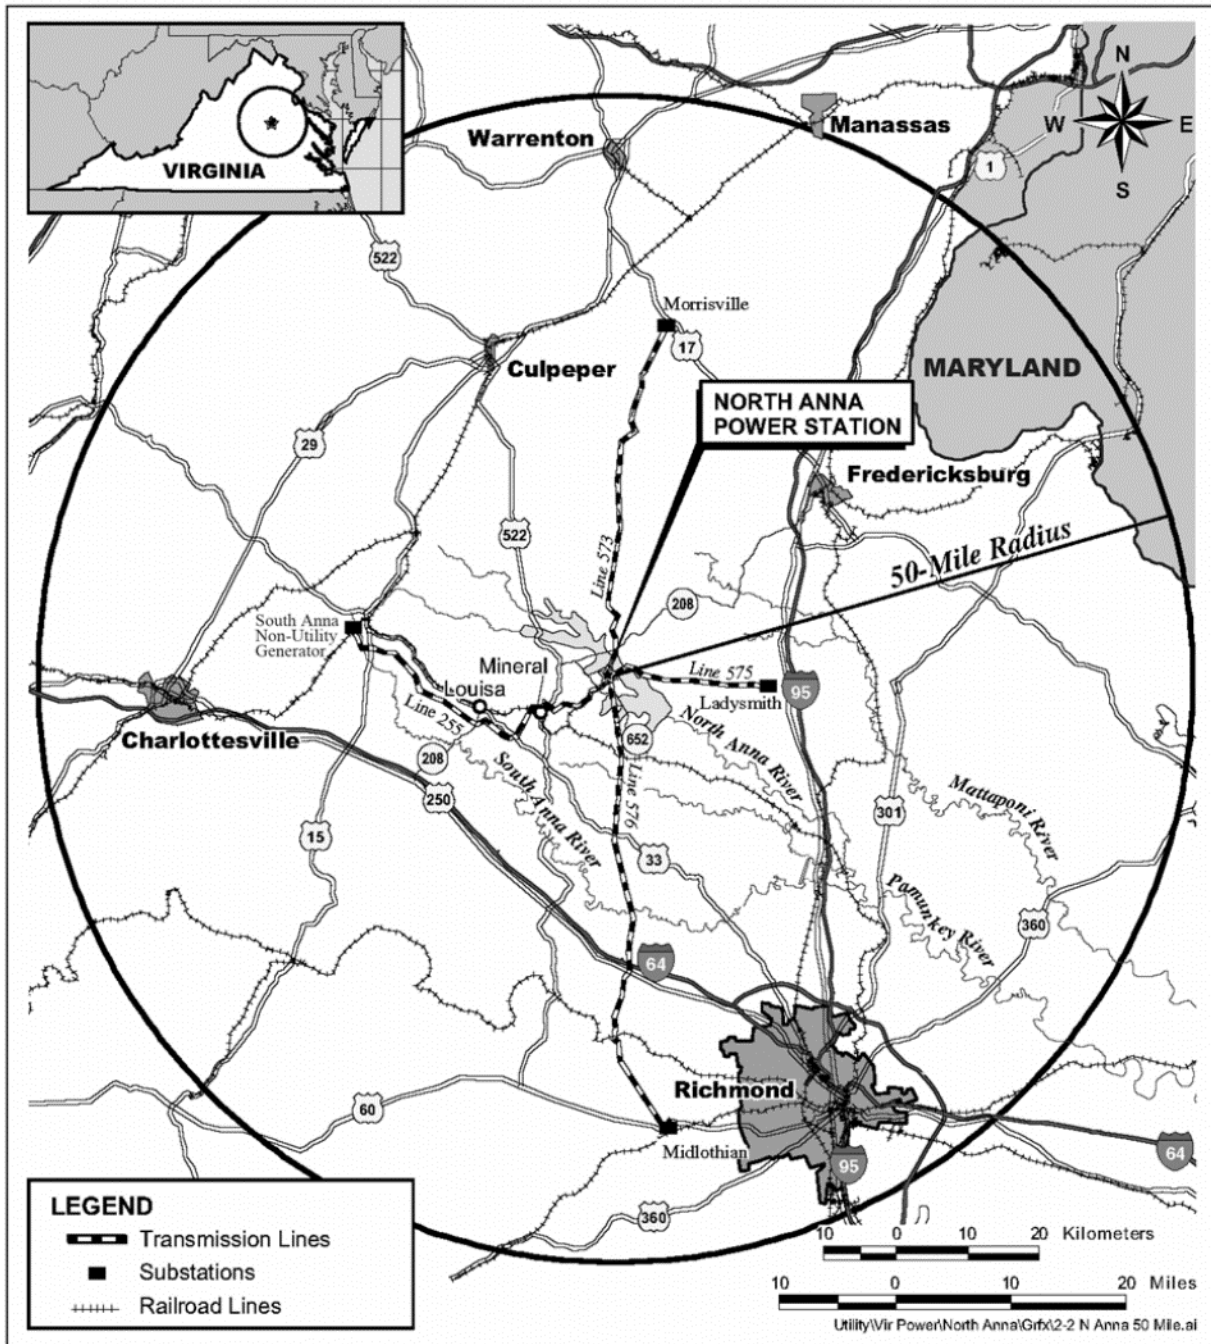 VIRGINIA
N
W
E
S
Warrenton
Manassas
1
522
Morrisville
17
Culpeper
MARYLAND
NORTH ANNA
POWER STATION
29
Fredericksburg
522
Line 573
50-Mile Radius
208
South Anna
Non-Utility
Generator
Mineral
Louisa
Line 575
95
Ladysmith
Line 255
Charlottesville
652
North Anna River
208
South Anna River
Line 576
250
Mattaponi River
301
15
33
Pamunkey River
360
64
Richmond
60
Midlothian
95
64
360
LEGEND
Transmission Lines
Substations
Railroad Lines
10 0 10 20 Kilometers
10 0 10 20 Miles
Utility\Vir Power\North Anna\Grfx\2-2 N Anna 50 Mile.ai